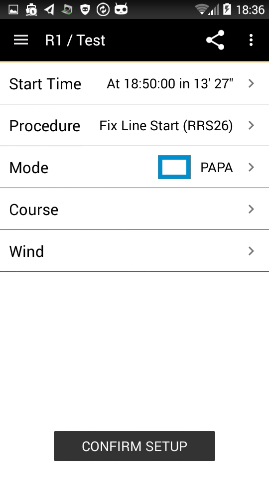 18:36
R1 / Test
Start Time At 18:50:00 in 13' 27"
Procedure Fix Line Start (RRS26)
Mode PAPA
Course
Wind
CONFIRM SETUP